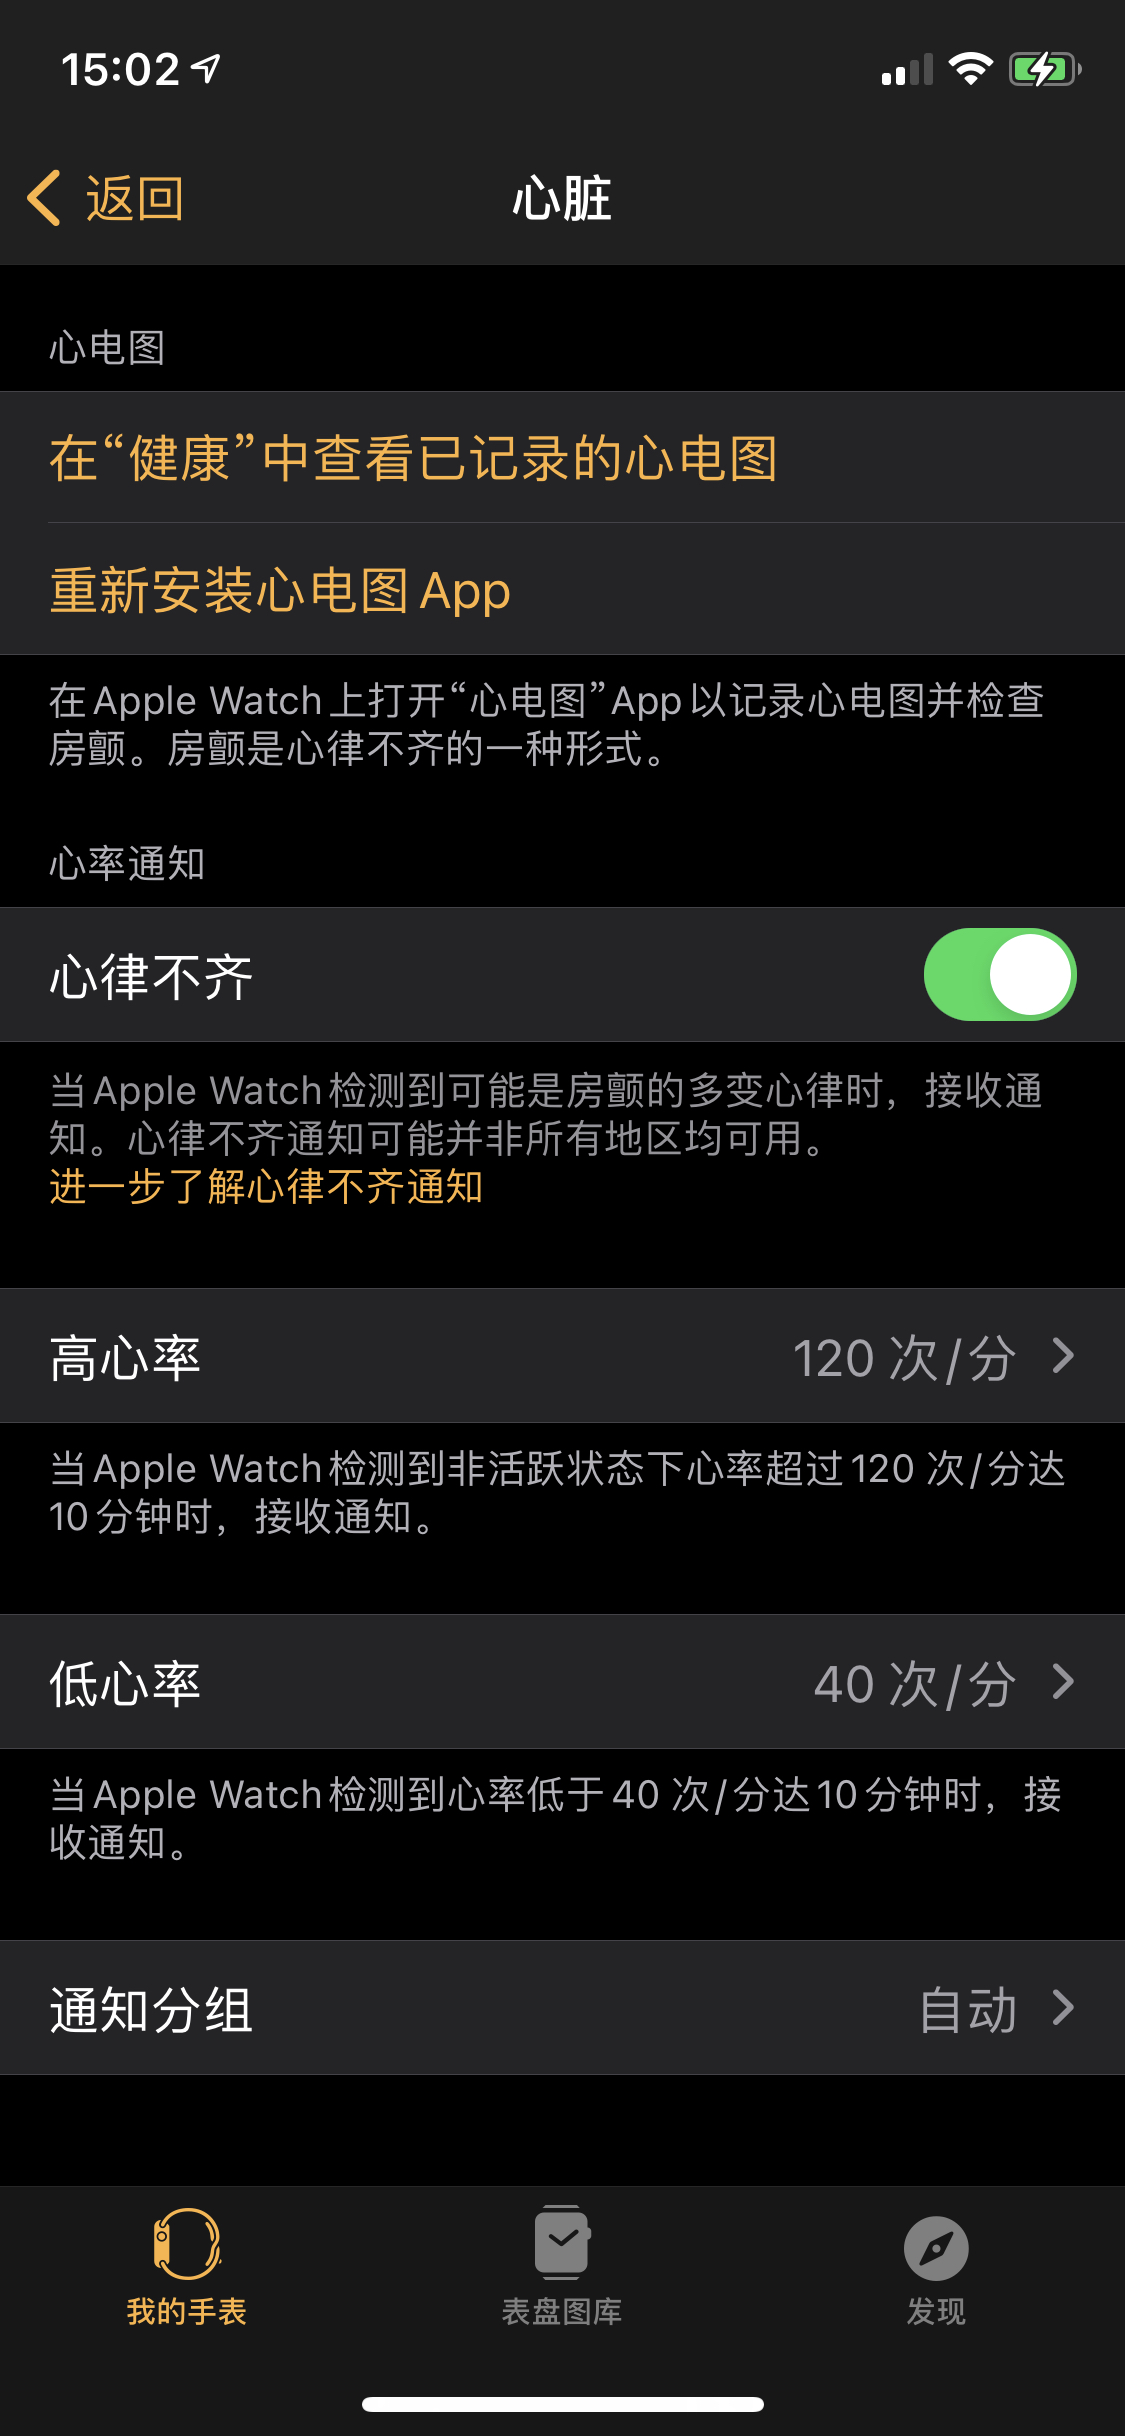 15:02
返回
心脏
心电图
在“健康”中查看已记录的心电图
重新安装心电图 App
在 Apple Watch 上打开“心电图”App 以记录心电图并检查
房颤。房颤是心律不齐的一种形式。
心率通知
心律不齐
当 Apple Watch 检测到可能是房颤的多变心律时，接收通
知。心律不齐通知可能并非所有地区均可用。
进一步了解心律不齐通知
高心率
120 次/分
当 Apple Watch 检测到非活跃状态下心率超过 120 次/分达
10 分钟时，接收通知。
低心率
40 次/分
当 Apple Watch 检测到心率低于 40 次/分达 10 分钟时，接
收通知。
通知分组
自动
我的手表
表盘图库
发现